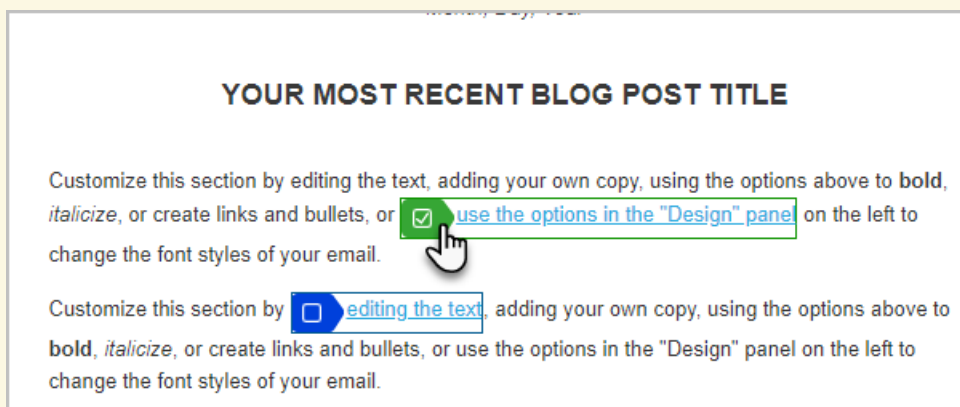 YOUR MOST RECENT BLOG POST TITLE
Customize this section by editing the text, adding your own copy, using the options above to bold,
italicize, or create links and bullets, or use the options in the "Design" panel on the left to
change the font styles of your email.
Customize this section by editing the text, adding your own copy, using the options above to
bold, italicize, or create links and bullets, or use the options in the "Design" panel on the left to
change the font styles of your email.